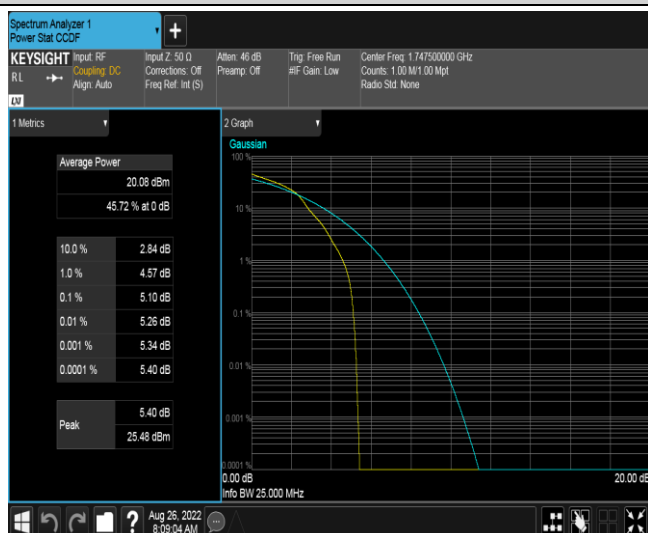 Spectrum Analyzer 1
Power Stat CCDF
KEYSIGHT
Input: RF
Coupling: DC
Align: Auto
Input Z: 50 Ω
Corrections: Off
Freq Ref: Int (S)
Atten: 46 dB
Preamp: Off
Trig: Free Run
#IF Gain: Low
Center Freq: 1.747500000 GHz
Counts: 1.00 M/1.00 Mpt
Radio Std: None
R L
LXI
1 Metrics
Average Power
20.08 dBm
45.72 % at 0 dB
10.0 % 2.84 dB
1.0 % 4.57 dB
0.1 % 5.10 dB
0.01 % 5.26 dB
0.001 % 5.34 dB
0.0001 % 5.40 dB
Peak
5.40 dB
25.48 dBm
2 Graph
Gaussian
100 %
10 %
1 %
0.1 %
0.01 %
0.001 %
0.0001 %
0.00 dB
20.00 dB
Info BW 25.000 MHz
Aug 26, 2022
8:09:04 AM